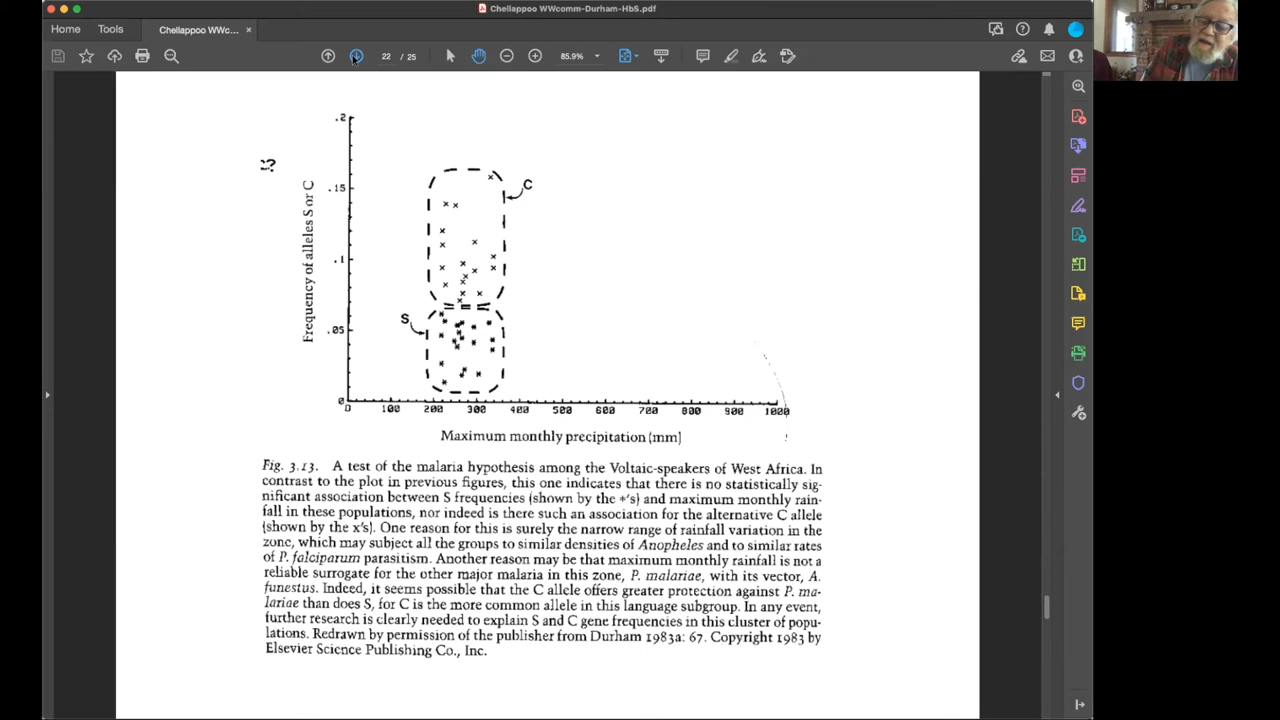 Chellappoo WWcomm-Durham-HbS.pdf
Home Tools Chellappoo WWc... ×
22 / 25 85.9%
.2
C
.15
Frequency of alleles S or C
.1
S
.05
0
0 100 200 300 400 500 600 700 800 900 1000
Maximum monthly precipitation (mm)
Fig. 3.13. A test of the malaria hypothesis among the Voltaic-speakers of West Africa. In
contrast to the plot in previous figures, this one indicates that there is no statistically sig-
nificant association between S frequencies (shown by the *'s) and maximum monthly rain-
fall in these populations, nor indeed is there such an association for the alternative C allele
(shown by the x's). One reason for this is surely the narrow range of rainfall variation in the
zone, which may subject all the groups to similar densities of Anopheles and to similar rates
of P. falciparum parasitism. Another reason may be that maximum monthly rainfall is not a
reliable surrogate for the other major malaria in this zone, P. malariae, with its vector, A.
funestus. Indeed, it seems possible that the C allele offers greater protection against P. ma-
lariae than does S, for C is the more common allele in this language subgroup. In any event,
further research is clearly needed to explain S and C gene frequencies in this cluster of popu-
lations. Redrawn by permission of the publisher from Durham 1983a: 67. Copyright 1983 by
Elsevier Science Publishing Co., Inc.